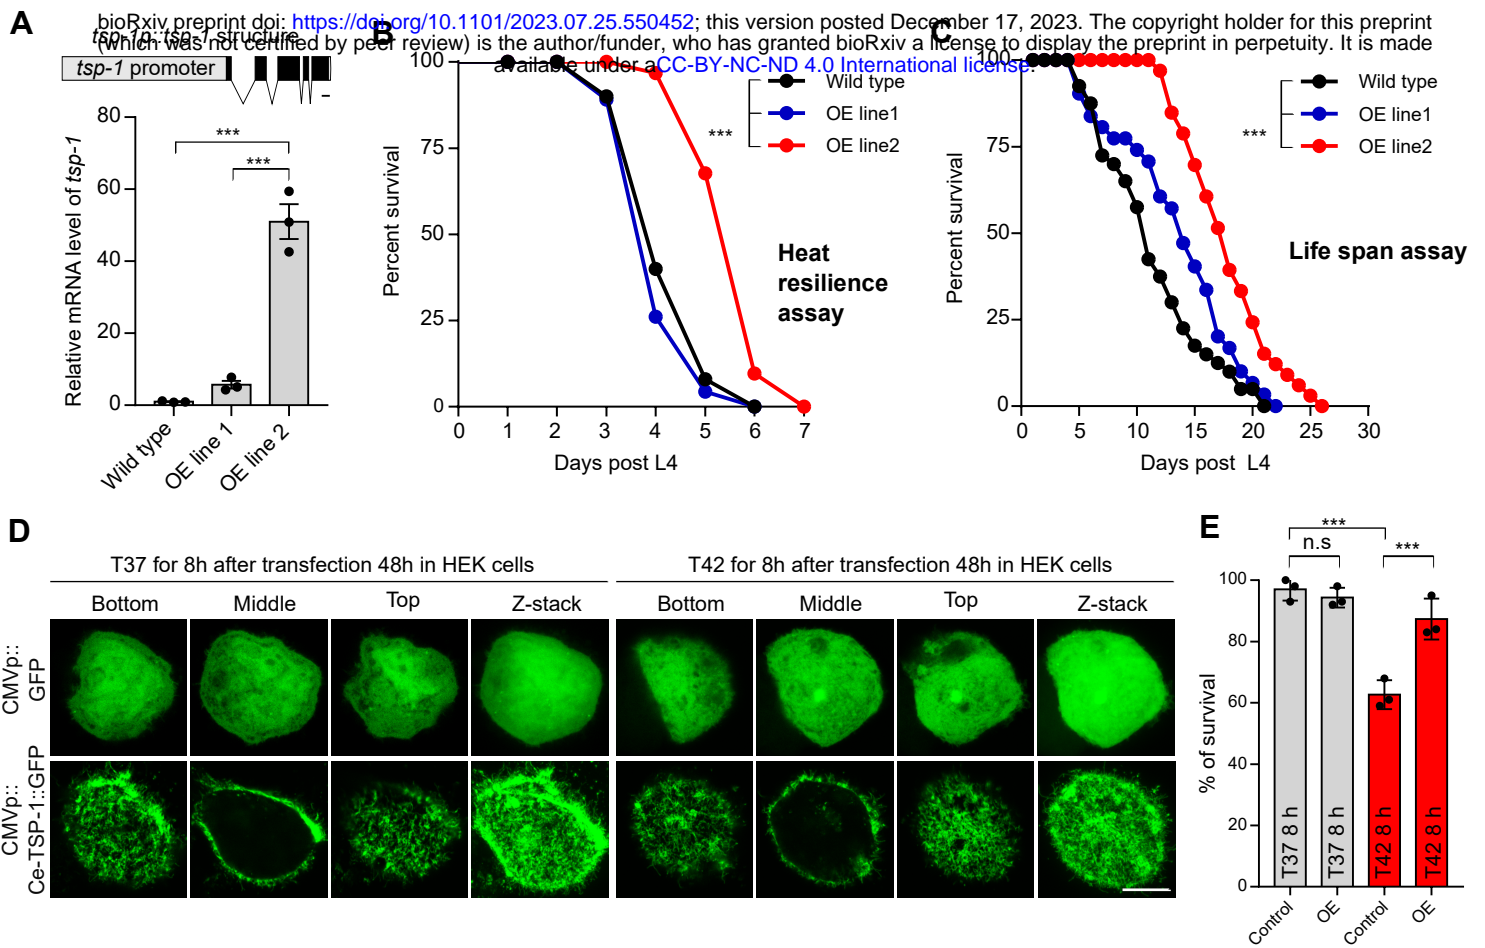 bioRxiv preprint doi: https://doi.org/10.1101/2023.07.25.550452; this version posted December 17, 2023. The copyright holder for this preprint
(which was not certified by peer review) is the author/funder, who has granted bioRxiv a license to display the preprint in perpetuity. It is made
available under aCC-BY-NC-ND 4.0 International license.
A
tsp-1p::tsp-1 structure
tsp-1 promoter
Relative mRNA level of tsp-1
80
60
40
20
0
***
***
Wild type
OE line 1
OE line 2
B
Percent survival
100
75
50
25
0
0 1 2 3 4 5 6 7
Days post L4
***
Wild type
OE line1
OE line2
Heat
resilience
assay
C
Percent survival
100
75
50
25
0
0 5 10 15 20 25 30
Days post L4
***
Wild type
OE line1
OE line2
Life span assay
D
T37 for 8h after transfection 48h in HEK cells
T42 for 8h after transfection 48h in HEK cells
Bottom Middle Top Z-stack Bottom Middle Top Z-stack
CMVp::
GFP
CMVp::
Ce-TSP-1::GFP
E
***
n.s
***
% of survival
100
80
60
40
20
0
T37 8 h
T37 8 h
T42 8 h
T42 8 h
Control
OE
Control
OE